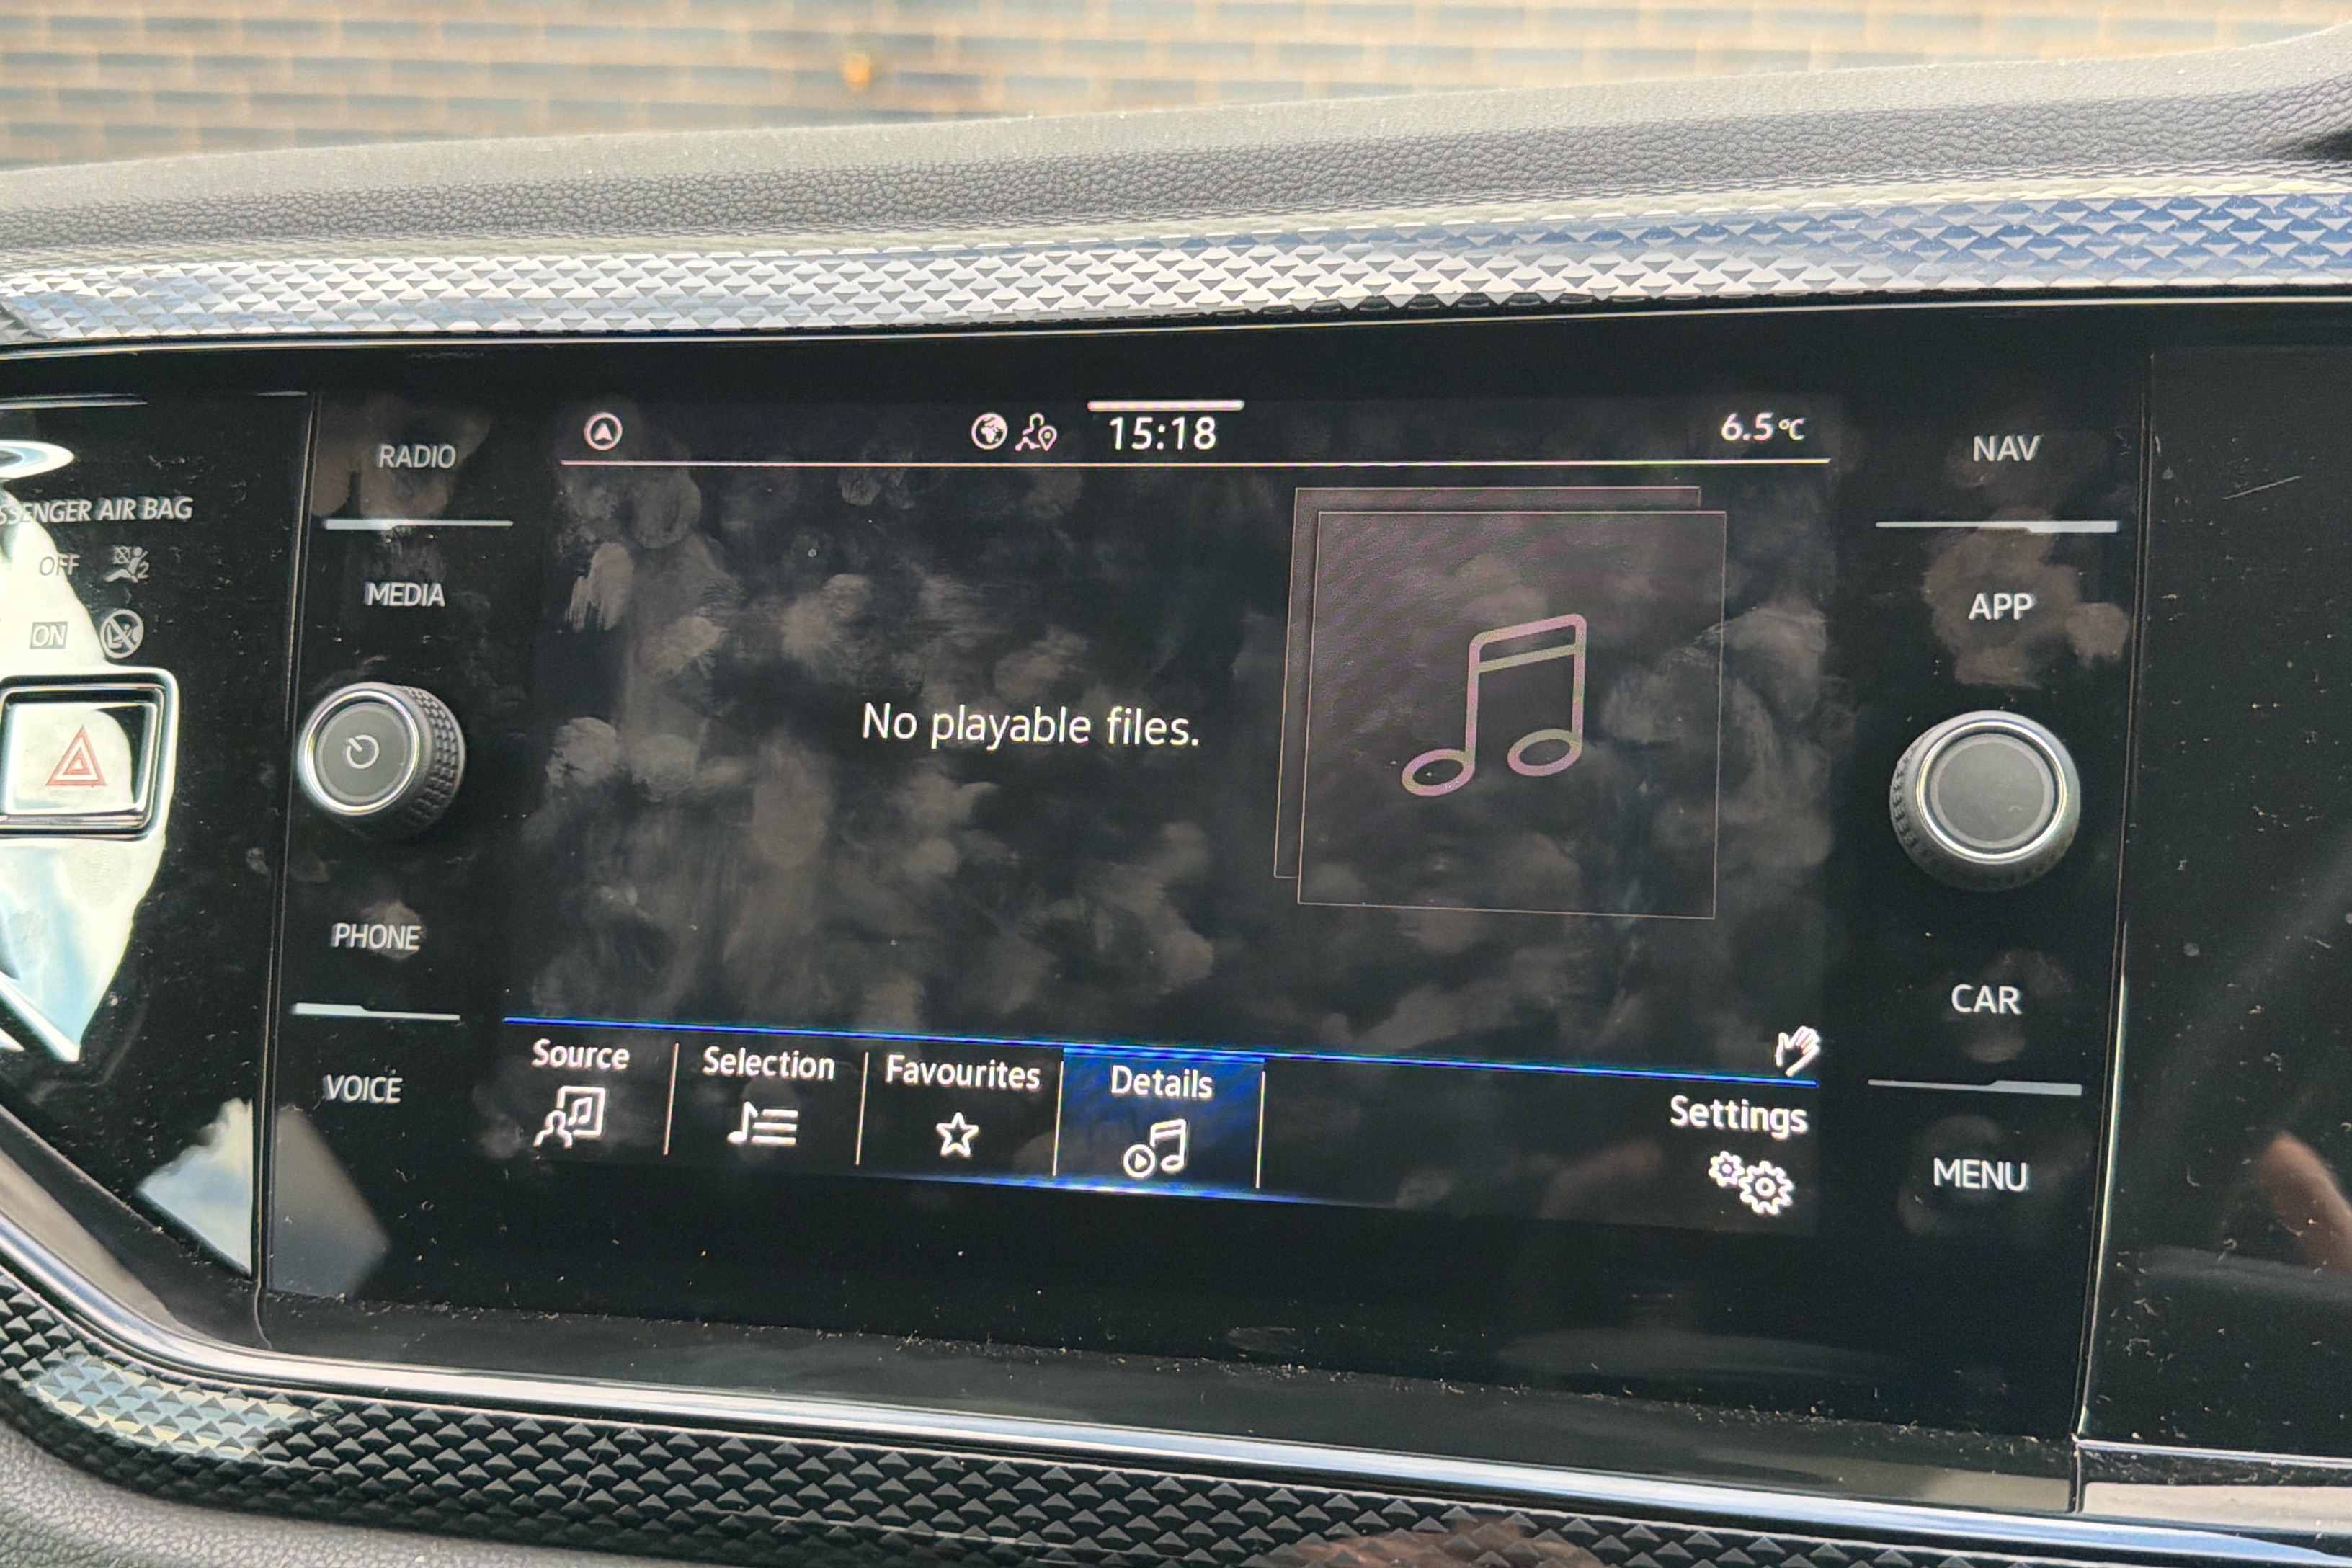 15:18
6.5°C
RADIO
NAV
AIR BAG
OFF
MEDIA
APP
ON
No playable files.
PHONE
CAR
VOICE
Source
Selection
Favourites
Details
Settings
MENU